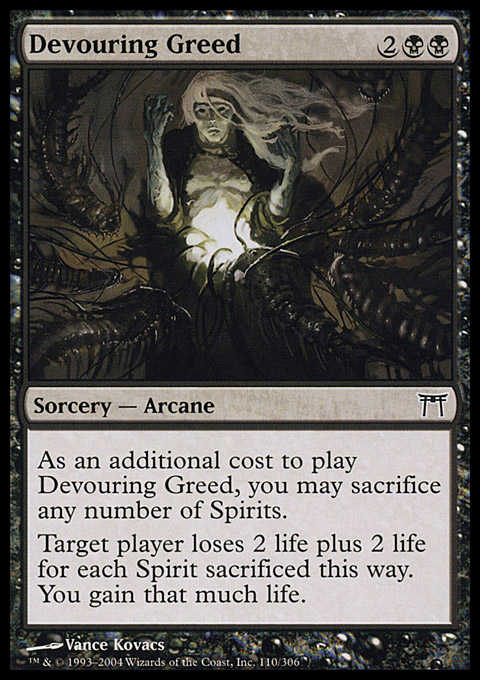 Devouring Greed 2
Sorcery — Arcane
As an additional cost to play
Devouring Greed, you may sacrifice
any number of Spirits.
Target player loses 2 life plus 2 life
for each Spirit sacrificed this way.
You gain that much life.
Vance Kovacs
™ & © 1993–2004 Wizards of the Coast, Inc. 110/306